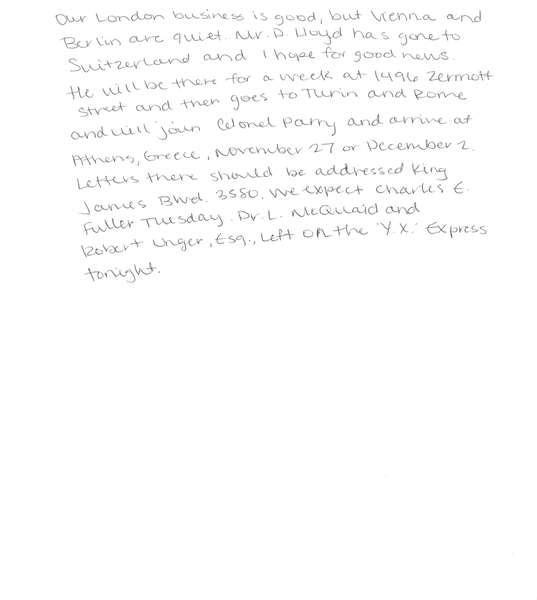 Our London business is good, but Vienna and
Berlin are quiet. Mr. D. Lloyd has gone to
Switzerland and I hope for good news.
He will be there for a week at 1496 Zermott
Street and then goes to Turin and Rome
and will join Colonel Parry and arrive at
Athens, Greece, November 27 or December 2.
Letters there should be addressed King
James Blvd. 3580. We expect Charles E.
Fuller Tuesday. Dr. L. McQuaid and
Robert Unger, Esq., left on the 'Y.X.' Express
tonight.